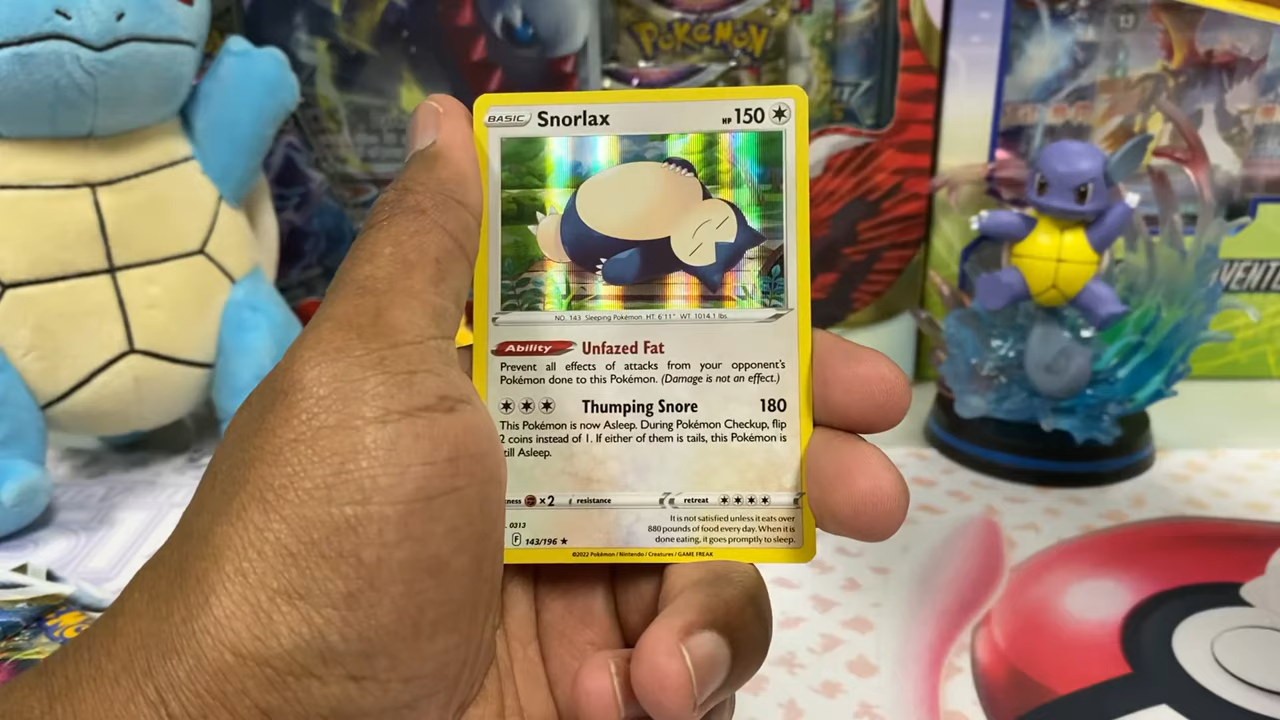 POKÉMON
13
BASIC Snorlax HP 150
NO. 143 Sleeping Pokémon HT: 6'11" WT: 1014.1 lbs.
Ability Unfazed Fat
Prevent all effects of attacks from your opponent's
Pokémon done to this Pokémon. (Damage is not an effect.)
Thumping Snore 180
This Pokémon is now Asleep. During Pokémon Checkup, flip
2 coins instead of 1. If either of them is tails, this Pokémon is
till Asleep.
ness ×2 resistance retreat
. 0313
F 143/196 ★
It is not satisfied unless it eats over
880 pounds of food every day. When it is
done eating, it goes promptly to sleep.
©2022 Pokémon / Nintendo / Creatures / GAME FREAK
VENTE